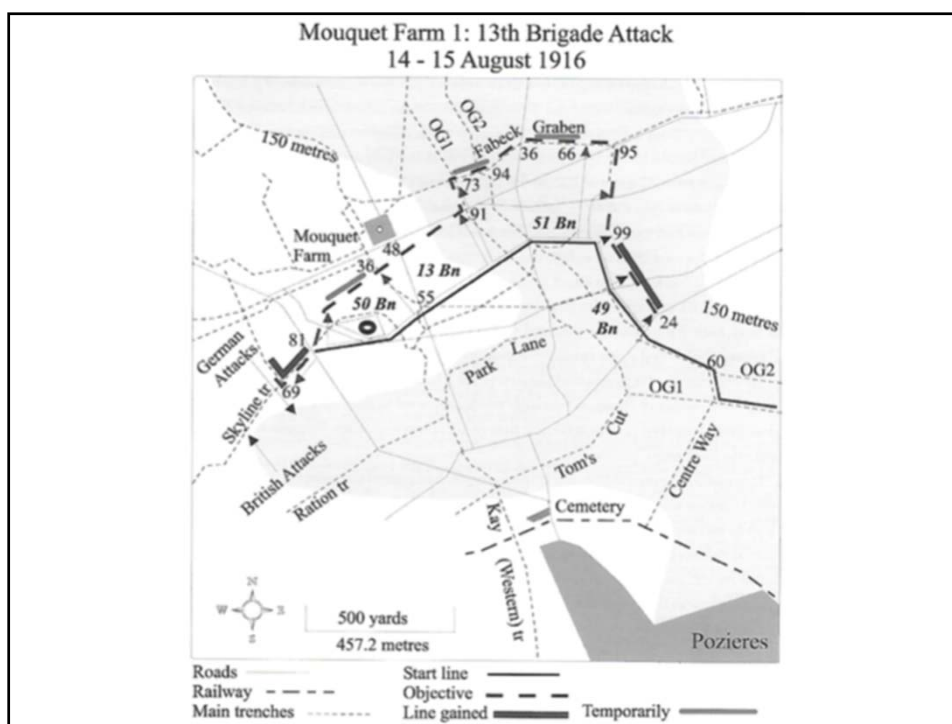 Mouquet Farm 1: 13th Brigade Attack
14 - 15 August 1916
150 metres
OG1
OG2
Fabeck
Graben
36
66
95
94
73
91
Mouquet
Farm
48
36
13 Bn
51 Bn
99
50 Bn
55
49
Bn
24
150 metres
81
German
Attacks
Skyline tr
69
Park Lane
60
OG2
OG1
British Attacks
Ration tr
Tom's Cut
Centre Way
Kay
(Western) tr
Cemetery
N
W
E
S
500 yards
457.2 metres
Pozieres
Roads
Start line
Railway
Objective
Main trenches
Line gained
Temporarily